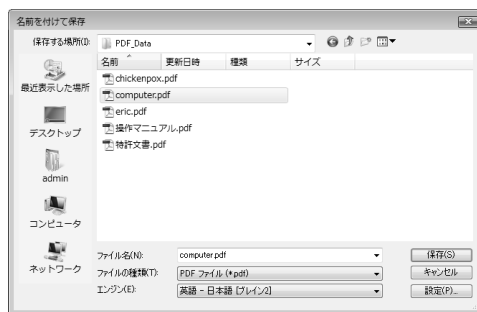 名前を付けて保存
保存する場所(I):
PDF_Data
名前
更新日時
種類
サイズ
chickenpox.pdf
computer.pdf
eric.pdf
操作マニュアル.pdf
特許文書.pdf
最近表示した場所
デスクトップ
admin
コンピュータ
ネットワーク
ファイル名(N):
computer.pdf
保存(S)
ファイルの種類(T):
PDF ファイル (*.pdf)
キャンセル
エンジン(E):
英語 - 日本語 [ブレイン2]
設定(P)...